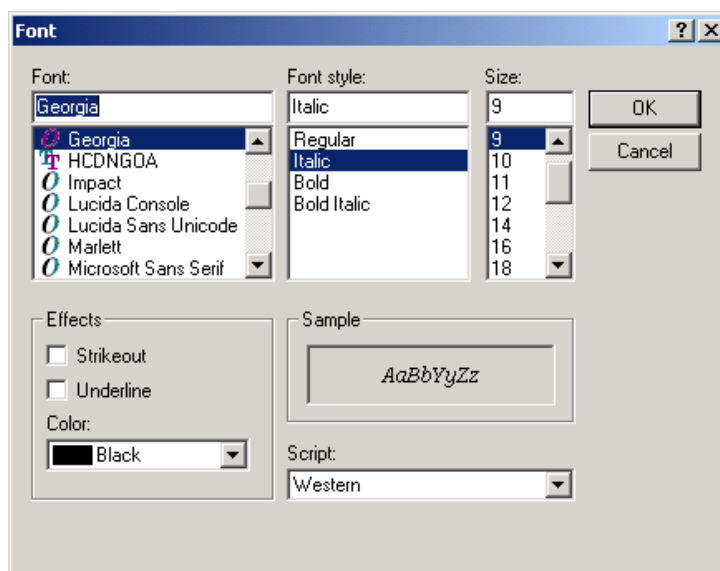 Font
Font: Font style: Size:
Georgia Italic 9 OK
Georgia Regular 9 Cancel
HCDNGOA Italic 10
Impact Bold 11
Lucida Console Bold Italic 12
Lucida Sans Unicode 14
Marlett 16
Microsoft Sans Serif 18
Effects Sample
Strikeout
AaBbYyZz
Underline
Color:
Black
Script:
Western